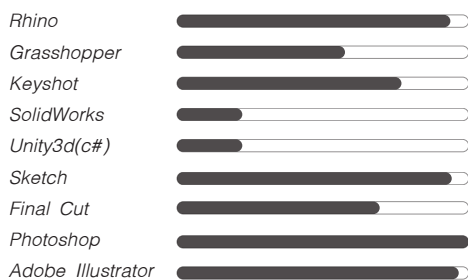 Rhino
Grasshopper
Keyshot
SolidWorks
Unity3d(c#)
Sketch
Final Cut
Photoshop
Adobe Illustrator